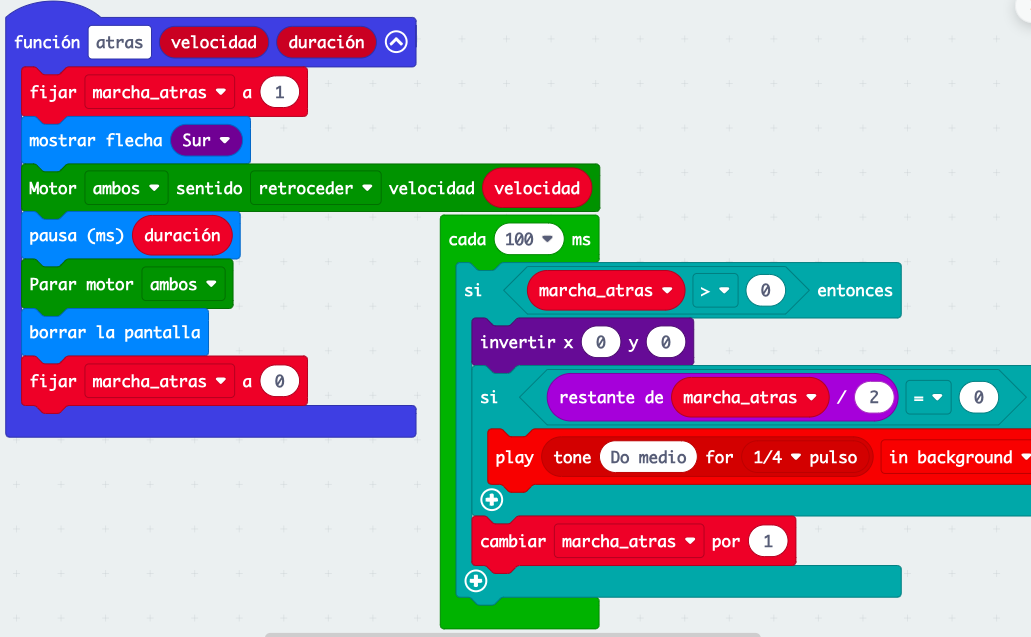 función atras velocidad duración
fijar marcha_atras a 1
mostrar flecha Sur
Motor ambos sentido retroceder velocidad velocidad
pausa (ms) duración
Parar motor ambos
borrar la pantalla
fijar marcha_atras a 0
cada 100 ms
si marcha_atras > 0 entonces
invertir x 0 y 0
si restante de marcha_atras / 2 = 0
play tone Do medio for 1/4 pulso in background
cambiar marcha_atras por 1